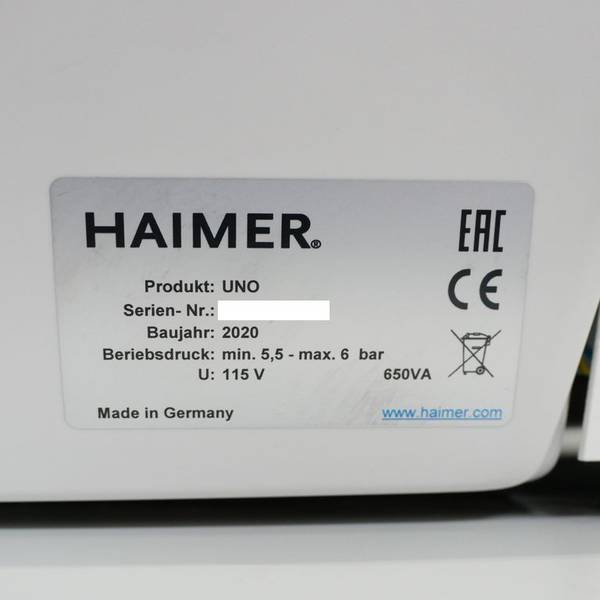 HAIMER®
EAC
CE
Produkt: UNO
Serien- Nr.:
Baujahr: 2020
Beriebsdruck: min. 5,5 - max. 6 bar
U: 115 V 650VA
Made in Germany www.haimer.com